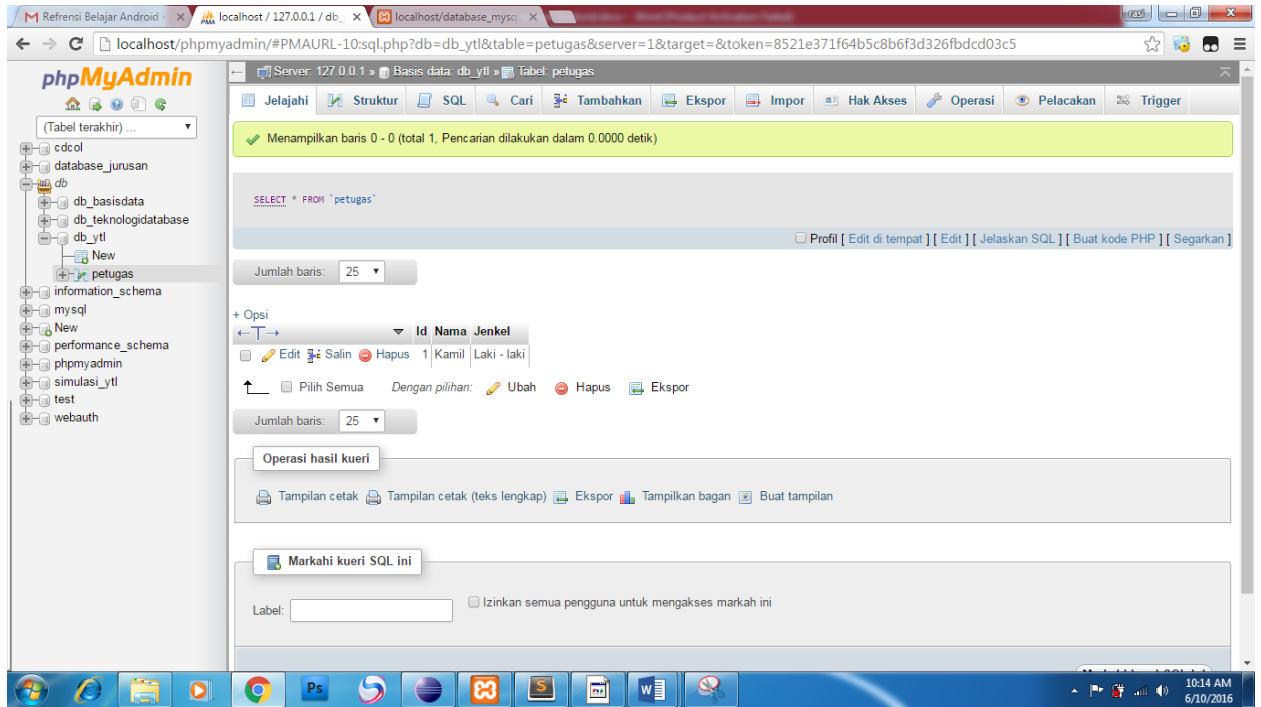 Refrensi Belajar Android - localhost / 127.0.0.1 / db_ localhost/database_mysql cas
localhost/phpmyadmin/#PMAURL-10:sql.php?db=db_ytl&table=petugas&server=1&target=&token=8521e371f64b5c8b6f3d326fbdcd03c5
phpMyAdmin
(Tabel terakhir) ...
cdcol
database_jurusan
db
db_basisdata
db_teknologidatabase
db_ytl
New
petugas
information_schema
mysql
New
performance_schema
phpmyadmin
simulasi_ytl
test
webauth
Server: 127.0.0.1 » Basis data: db_ytl » Tabel: petugas
Jelajahi Struktur SQL Cari Tambahkan Ekspor Impor Hak Akses Operasi Pelacakan Trigger
Menampilkan baris 0 - 0 (total 1, Pencarian dilakukan dalam 0.0000 detik)
SELECT * FROM `petugas`
Profil [ Edit di tempat ] [ Edit ] [ Jelaskan SQL ] [ Buat kode PHP ] [ Segarkan ]
Jumlah baris: 25
+ Opsi
←T→ Id Nama Jenkel
Edit Salin Hapus 1 Kamil Laki - laki
Pilih Semua Dengan pilihan: Ubah Hapus Ekspor
Jumlah baris: 25
Operasi hasil kueri
Tampilan cetak Tampilan cetak (teks lengkap) Ekspor Tampilkan bagan Buat tampilan
Markahi kueri SQL ini
Label: Izinkan semua pengguna untuk mengakses markah ini
Ps S W
10:14 AM
6/10/2016